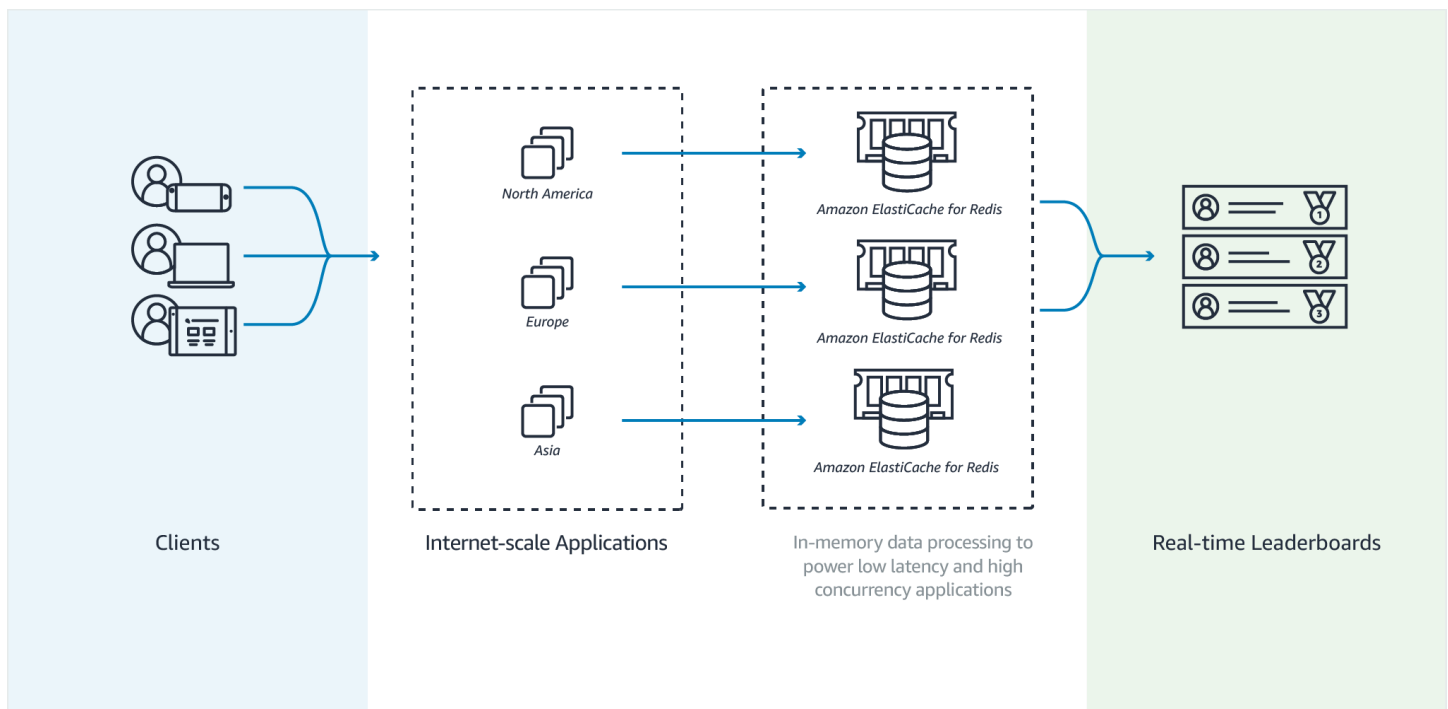 North America
Amazon ElastiCache for Redis
Europe
Amazon ElastiCache for Redis
Asia
Amazon ElastiCache for Redis
1
2
3
Clients
Internet-scale Applications
In-memory data processing to
power low latency and high
concurrency applications
Real-time Leaderboards